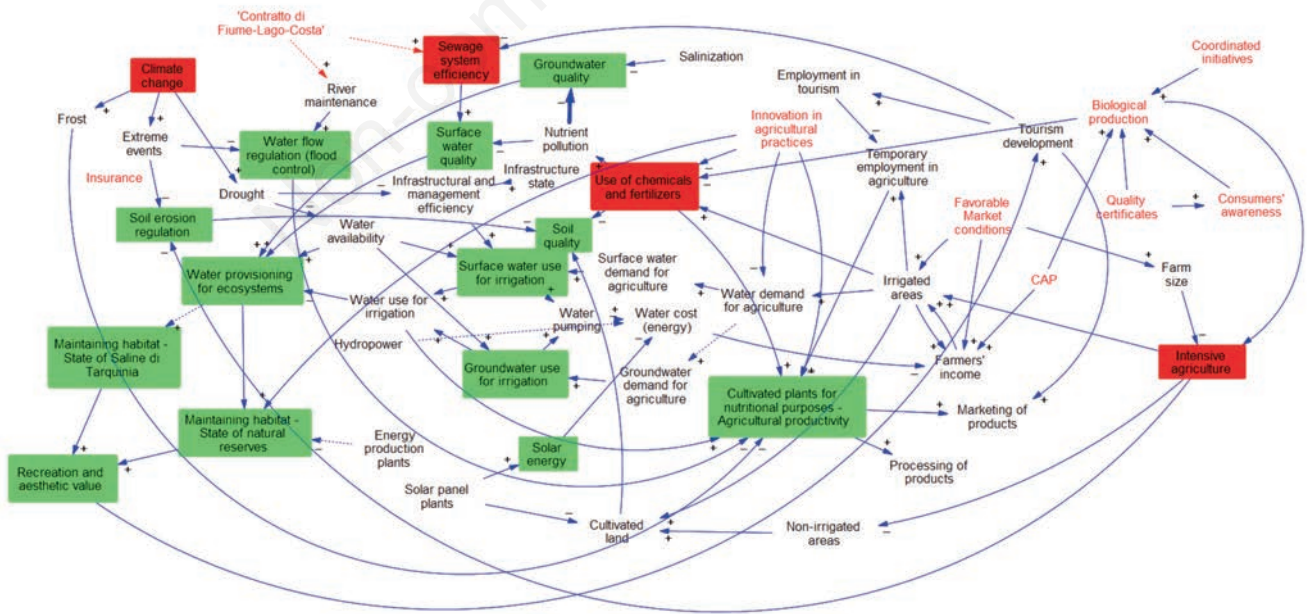 'Contratto di
Fiume-Lago-Costa'
Sewage
system
efficiency
Groundwater
quality
Salinization
Coordinated
initiatives
Climate
change
River
maintenance
Employment in
tourism
Biological
production
Frost
Extreme
events
Water flow
regulation (flood
control)
Surface
water quality
Nutrient
pollution
Innovation in
agricultural
practices
Tourism
development
Temporary
employment in
agriculture
Insurance
Drought
Infrastructural and
management
efficiency
Infrastructure
state
Use of chemicals
and fertilizers
Favorable
Market
conditions
Quality
certificates
Consumers'
awareness
Soil erosion
regulation
Water
availability
Soil
quality
Water provisioning
for ecosystems
Surface water use
for irrigation
Surface water
demand for
agriculture
Irrigated
areas
CAP
Farm
size
Water use for
irrigation
Water
pumping
Water cost
(energy)
Water demand
for agriculture
Hydropower
Maintaining habitat -
State of Saline di
Tarquinia
Groundwater use
for irrigation
Groundwater
demand for
agriculture
Farmers'
income
Intensive
agriculture
Cultivated plants for
nutritional purposes -
Agricultural productivity
Marketing of
products
Maintaining habitat -
State of natural
reserves
Energy
production
plants
Solar
energy
Processing of
products
Recreation and
aesthetic value
Solar panel
plants
Cultivated
land
Non-irrigated
areas